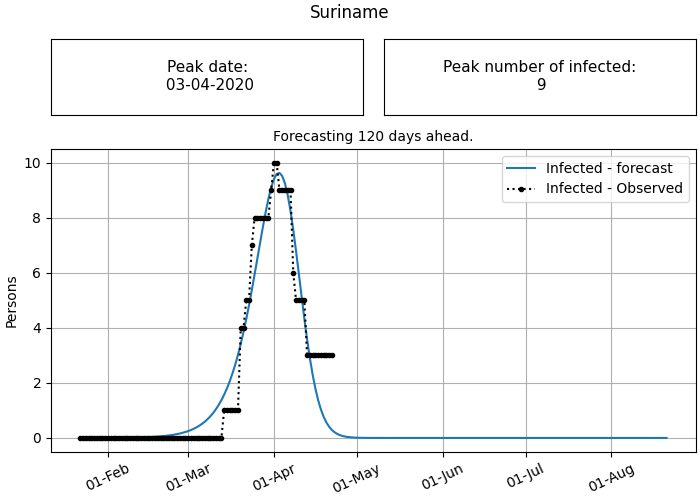 Suriname
Peak date:
03-04-2020
Peak number of infected:
9
Forecasting 120 days ahead.
Infected - forecast
Infected - Observed
Persons
10
8
6
4
2
0
01-Feb
01-Mar
01-Apr
01-May
01-Jun
01-Jul
01-Aug